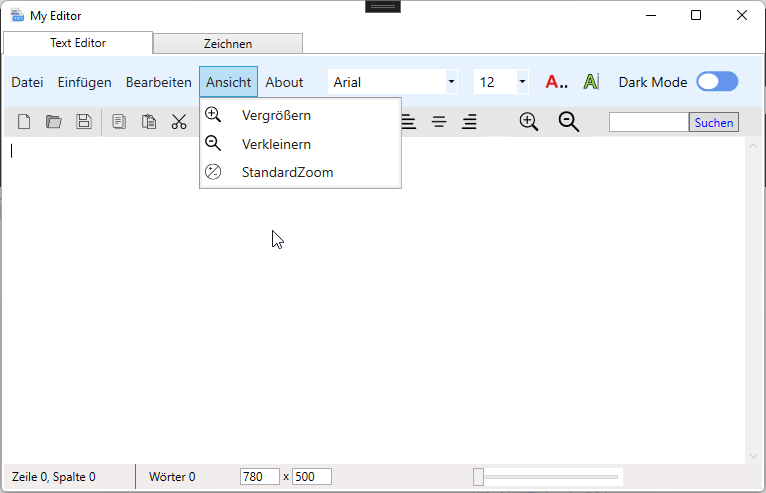 My Editor
Text Editor Zeichnen
Datei Einfügen Bearbeiten Ansicht About Arial 12 A.. A Dark Mode
Vergrößern
Verkleinern
StandardZoom
Suchen
Zeile 0, Spalte 0 Wörter 0 780 x 500